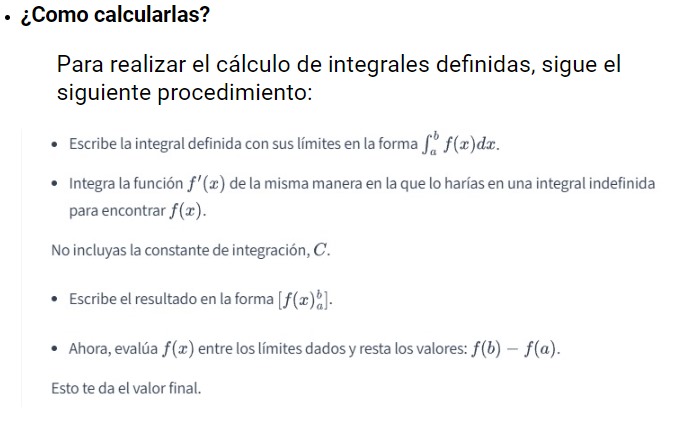 • ¿Como calcularlas?
Para realizar el cálculo de integrales definidas, sigue el
siguiente procedimiento:
• Escribe la integral definida con sus límites en la forma ∫ₐᵇ f(x)dx.
• Integra la función f′(x) de la misma manera en la que lo harías en una integral indefinida
para encontrar f(x).
No incluyas la constante de integración, C.
• Escribe el resultado en la forma [f(x)ₐᵇ].
• Ahora, evalúa f(x) entre los límites dados y resta los valores: f(b) − f(a).
Esto te da el valor final.